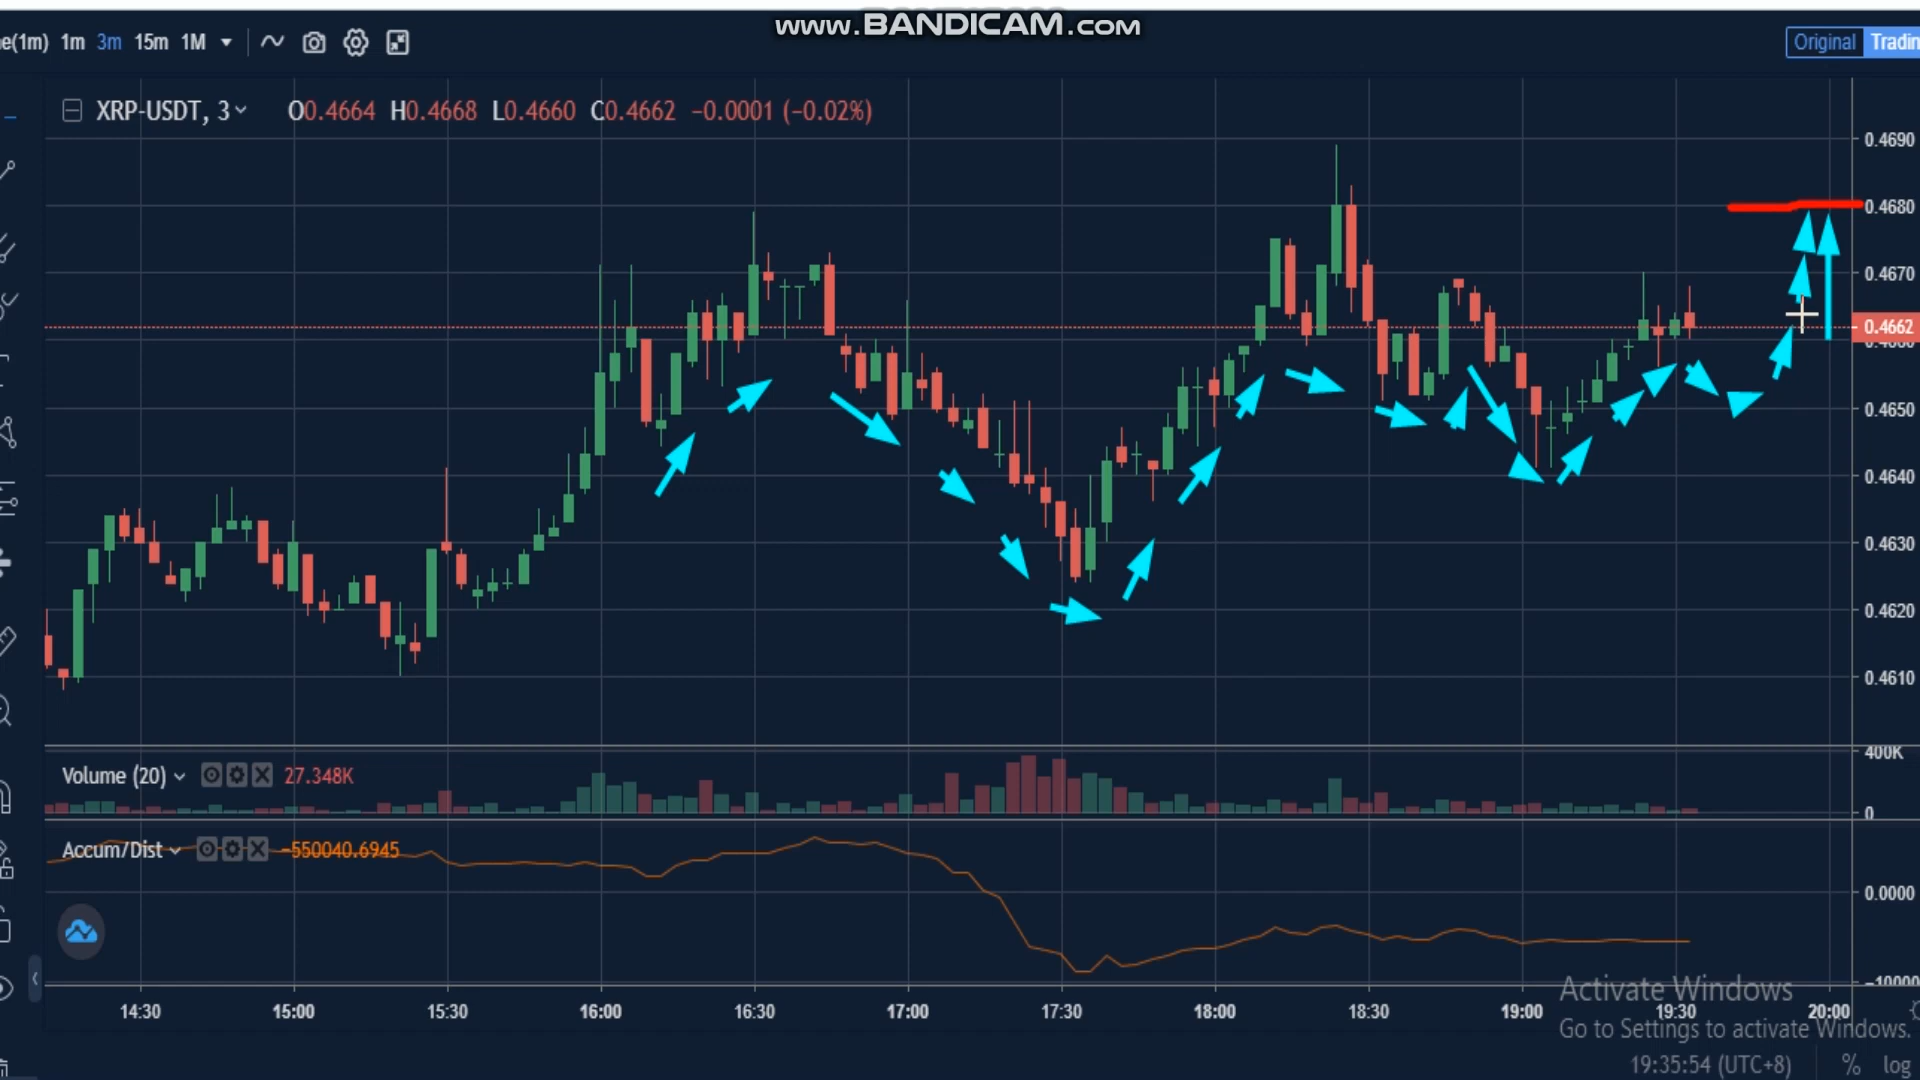 www.BANDICAM.com
e(1m) 1m 3m 15m 1M
Original Tradin
XRP-USDT, 3 O0.4664 H0.4668 L0.4660 C0.4662 −0.0001 (−0.02%)
0.4690
0.4680
0.4670
0.4662
0.4650
0.4640
0.4630
0.4620
0.4610
400K
Volume (20) 27.348K
0
Accum/Dist −550040.6945
0.0000
14:30 15:00 15:30 16:00 16:30 17:00 17:30 18:00 18:30 19:00 19:30 20:00
Activate Windows
Go to Settings to activate Windows.
19:35:54 (UTC+8) % log